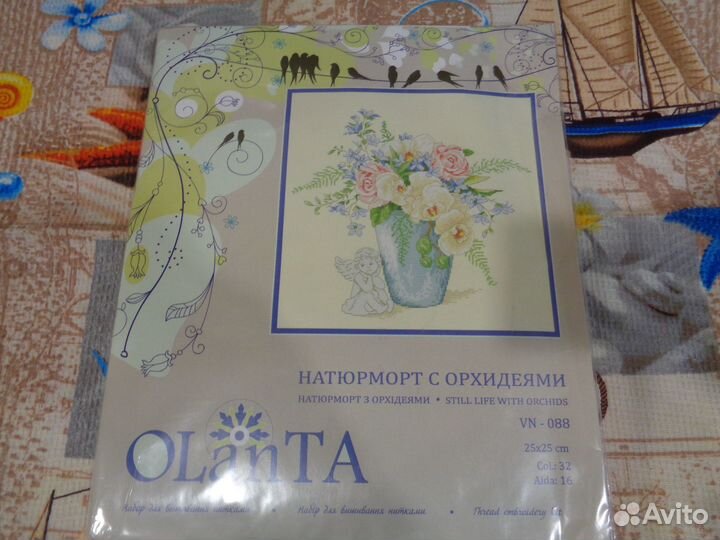 НАТЮРМОРТ С ОРХИДЕЯМИ
НАТЮРМОРТ З ОРХІДЕЯМИ • STILL LIFE WITH ORCHIDS
VN - 088
25x25 cm
Col.: 32
Aida: 16
OLanTA
Набор для вышивания нитками • Набір для вишивання нитками • Thread embroidery kit
Avito